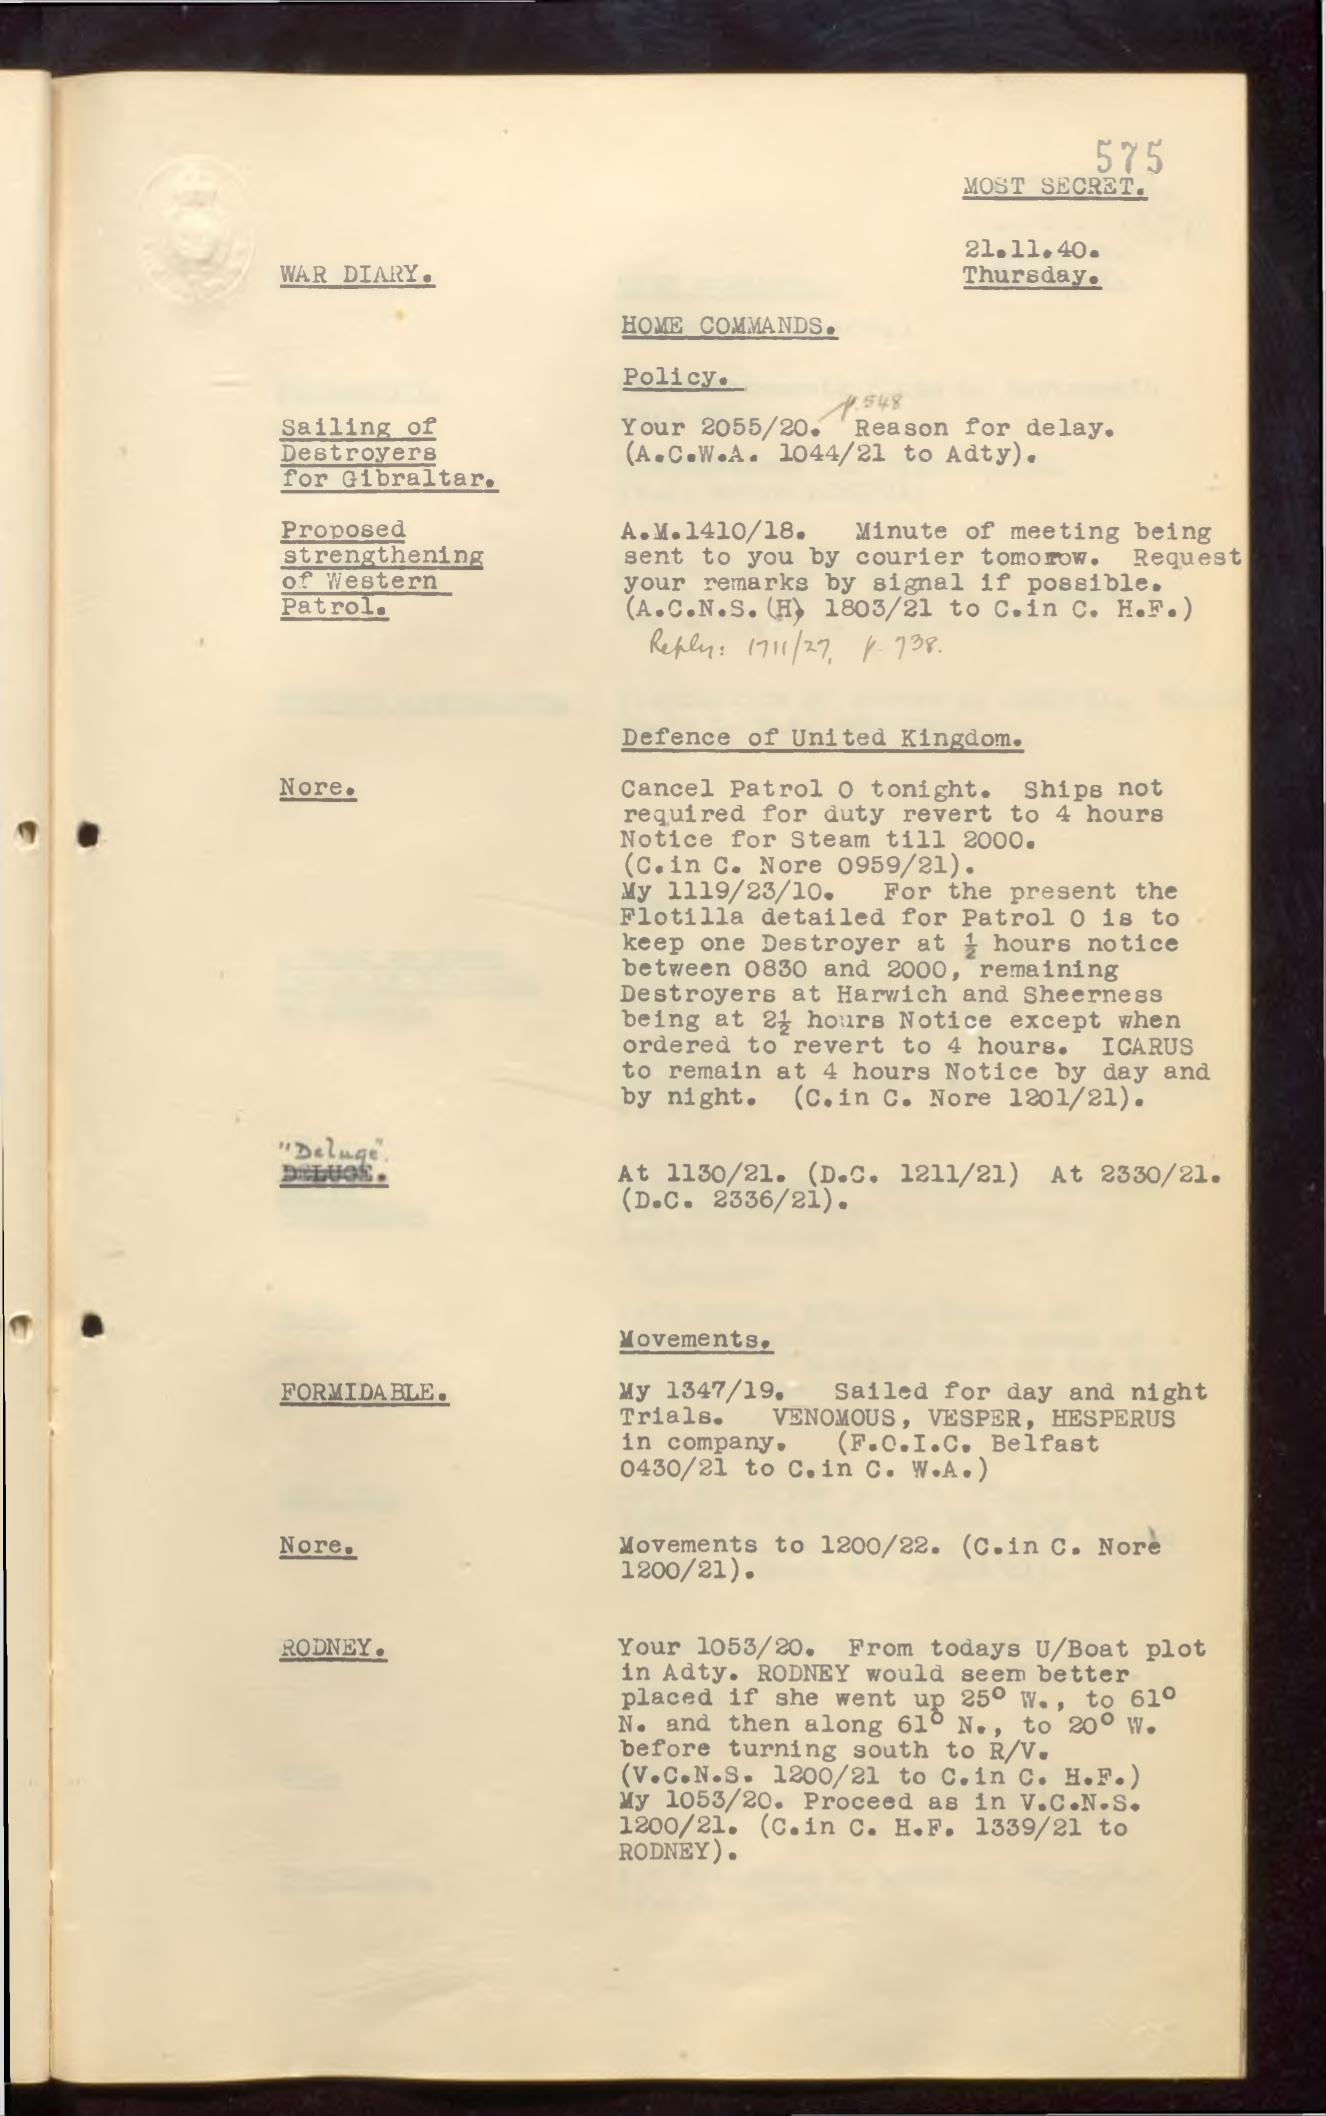 575
MOST SECRET.
21.11.40.
WAR DIARY.
Thursday.
HOME COMMANDS.
Policy.
p.548
Sailing of
Destroyers
for Gibraltar.
Your 2055/20. Reason for delay.
(A.C.W.A. 1044/21 to Adty).
Proposed
strengthening
of Western
Patrol.
A.M.1410/18. Minute of meeting being
sent to you by courier tomorow. Request
your remarks by signal if possible.
(A.C.N.S.(H) 1803/21 to C.in C. H.F.)
Reply: 1711/27, p. 738.
Defence of United Kingdom.
Nore.
Cancel Patrol O tonight. Ships not
required for duty revert to 4 hours
Notice for Steam till 2000.
(C.in C. Nore 0959/21).
My 1119/23/10. For the present the
Flotilla detailed for Patrol O is to
keep one Destroyer at ½ hours notice
between 0830 and 2000, remaining
Destroyers at Harwich and Sheerness
being at 2½ hours Notice except when
ordered to revert to 4 hours. ICARUS
to remain at 4 hours Notice by day and
by night. (C.in C. Nore 1201/21).
"Deluge".
DELUGE.
At 1130/21. (D.C. 1211/21) At 2330/21.
(D.C. 2336/21).
Movements.
FORMIDABLE.
My 1347/19. Sailed for day and night
Trials. VENOMOUS, VESPER, HESPERUS
in company. (F.O.I.C. Belfast
0430/21 to C.in C. W.A.)
Nore.
Movements to 1200/22. (C.in C. Nore
1200/21).
RODNEY.
Your 1053/20. From todays U/Boat plot
in Adty. RODNEY would seem better
placed if she went up 25° W., to 61°
N. and then along 61° N., to 20° W.
before turning south to R/V.
(V.C.N.S. 1200/21 to C.in C. H.F.)
My 1053/20. Proceed as in V.C.N.S.
1200/21. (C.in C. H.F. 1339/21 to
RODNEY).